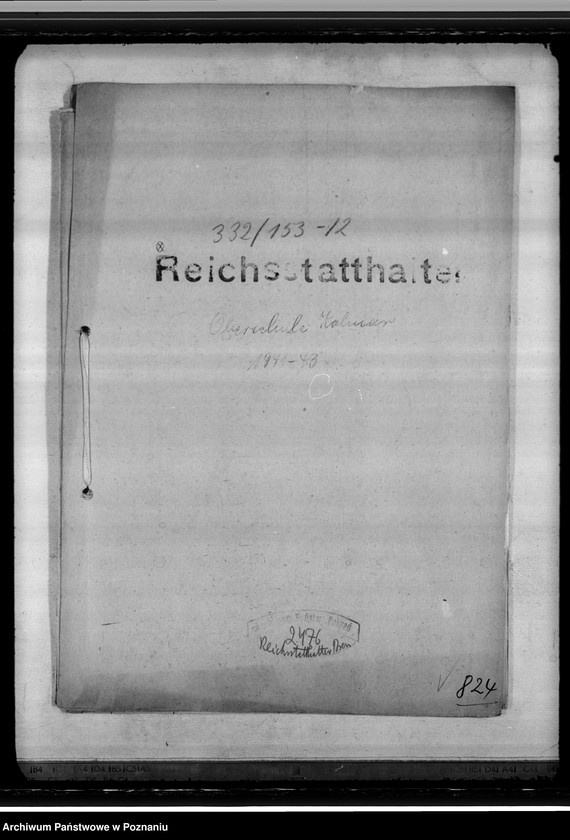 332/153-12
Reichsstatthalter
Oberschule Kolmar
1941-43
2476
Reichsstatthalter Posen
824
Archiwum Państwowe w Poznaniu